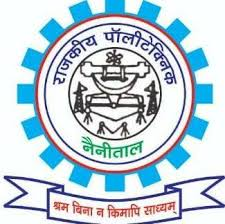 राजकीय पॉलीटेक्निक
नैनीताल
श्रम बिना न किमपि साध्यम्